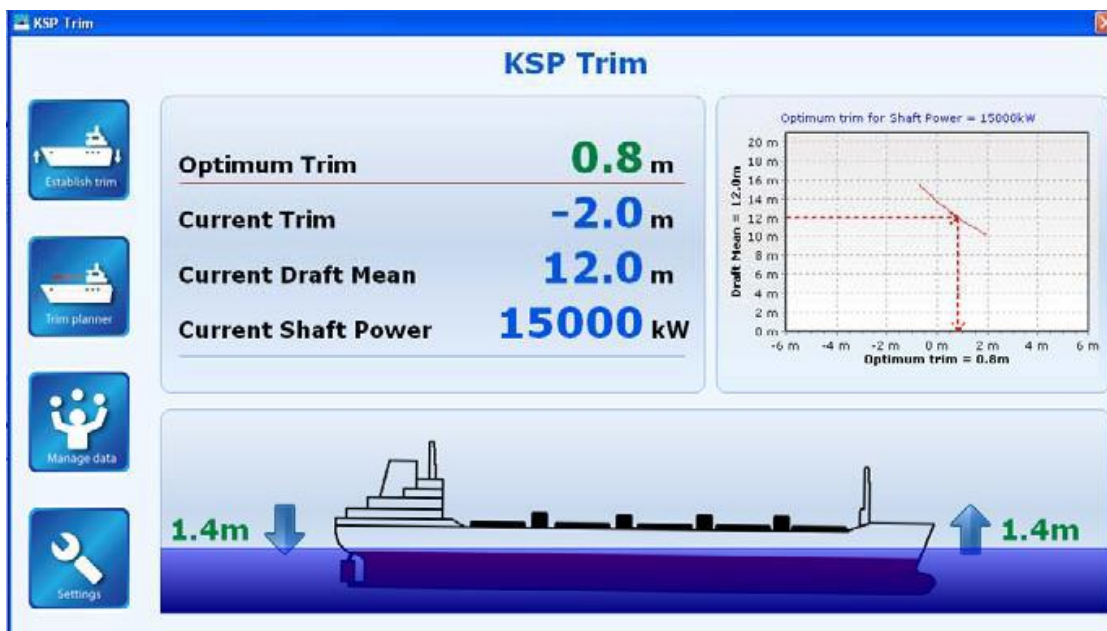 KSP Trim
KSP Trim
Establish trim
Trim planner
Manage data
Settings
Optimum Trim 0.8 m
Current Trim -2.0 m
Current Draft Mean 12.0 m
Current Shaft Power 15000 kW
Optimum trim for Shaft Power = 15000kW
Draft Mean = 12.0m
20 m
18 m
16 m
14 m
12 m
10 m
8 m
6 m
4 m
2 m
0 m
-6 m -4 m -2 m 0 m 2 m 4 m 6 m
Optimum trim = 0.8m
1.4m
1.4m